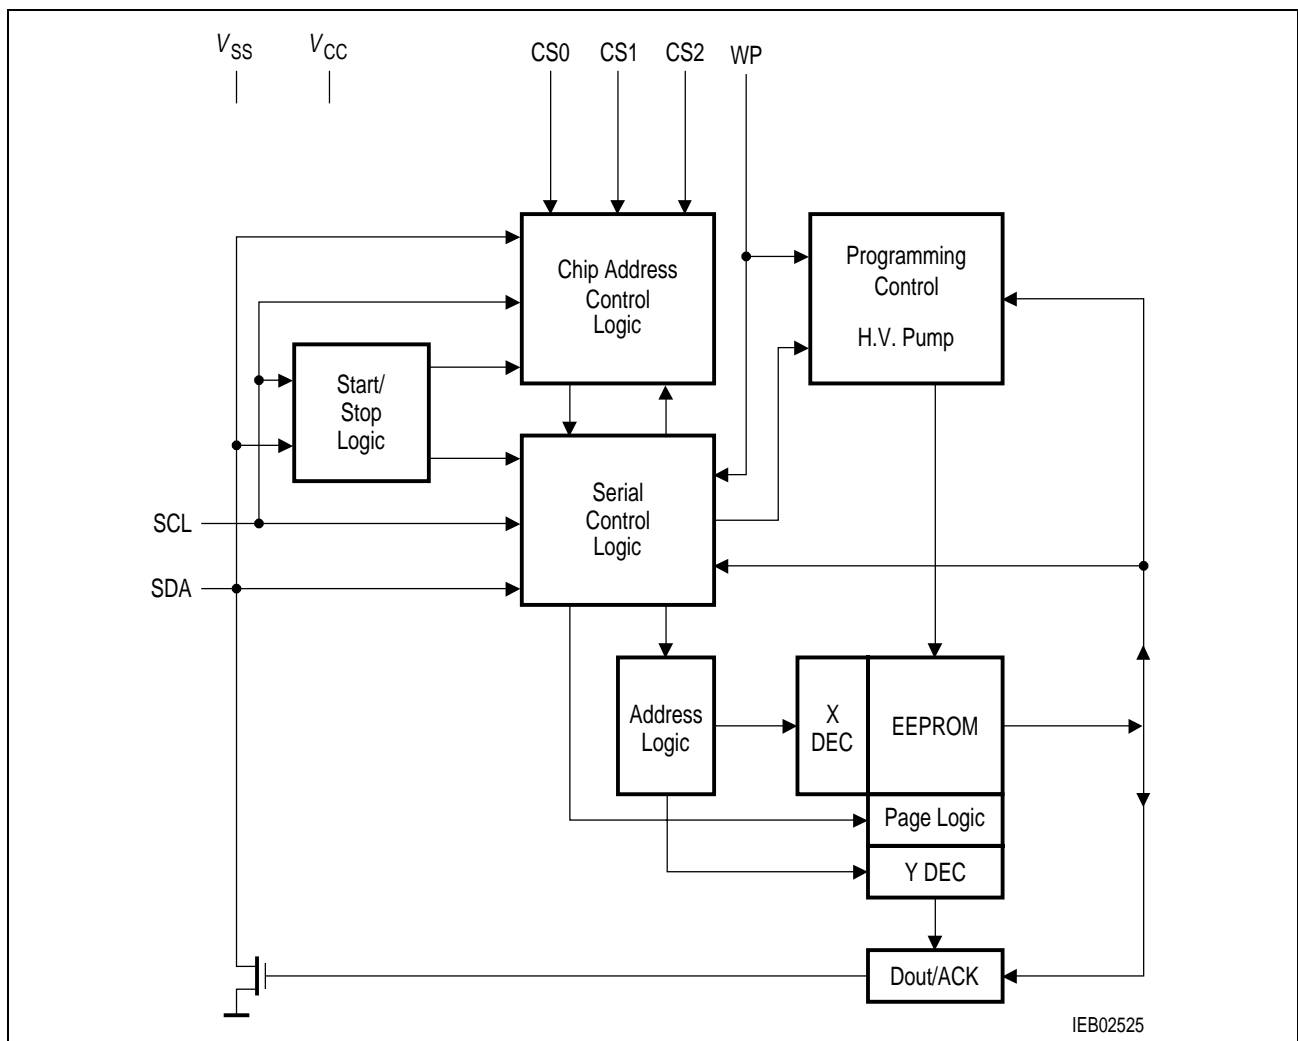 VSS VCC CS0 CS1 CS2 WP
Chip Address
Control
Logic
Programming
Control
H.V. Pump
Start/
Stop
Logic
Serial
Control
Logic
SCL
SDA
Address
Logic
X
DEC
EEPROM
Page Logic
Y DEC
Dout/ACK
IEB02525